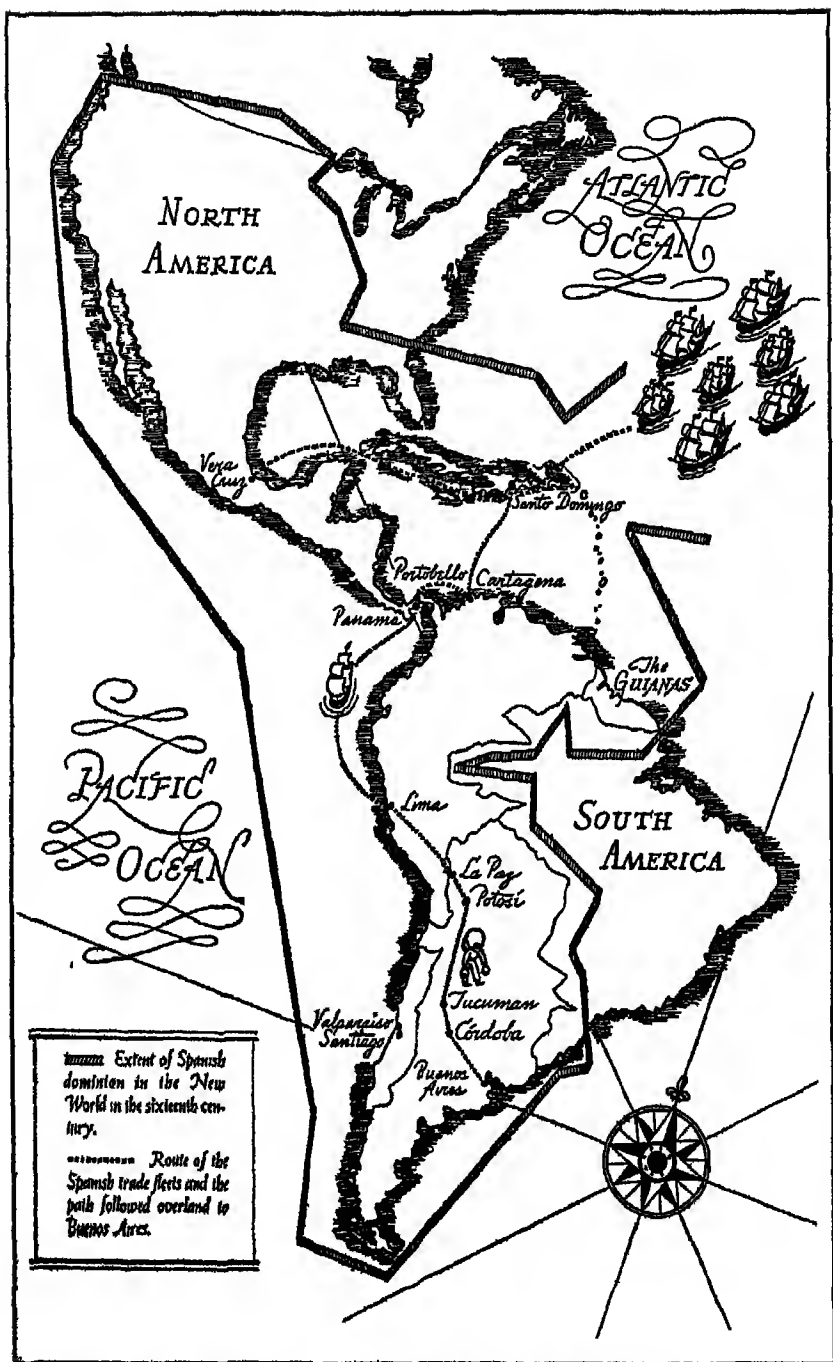 NORTH
AMERICA
ATLANTIC
OCEAN
Vera
Cruz
Santo Domingo
Portobello
Cartagena
Panama
The
GUIANAS
PACIFIC
OCEAN
Lima
SOUTH
AMERICA
La Paz
Potosí
Tucuman
Córdoba
Valparaiso
Santiago
Buenos
Aires
Extent of Spanish
dominion in the New
World in the sixteenth cen-
tury.
Route of the
Spanish trade fleets and the
path followed overland to
Buenos Aires.